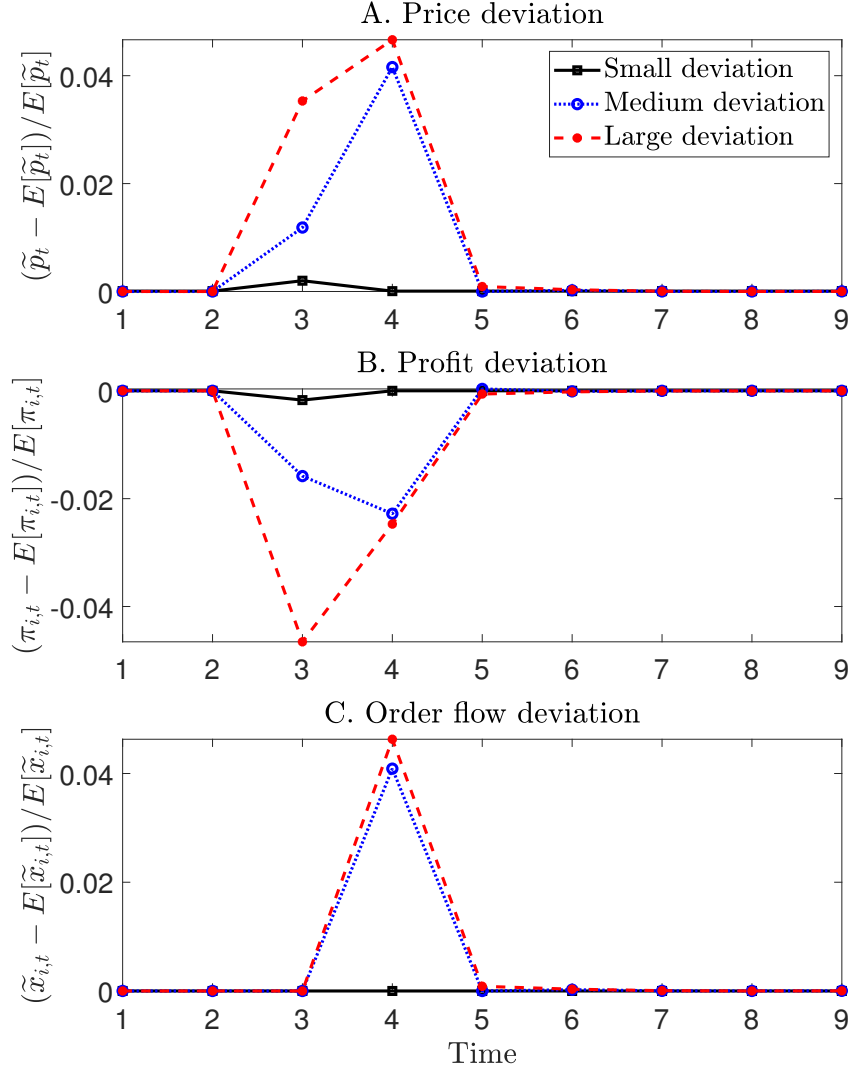 A. Price deviation
(p̃_t − E[p̃_t])/E[p̃_t]
0.04
0.02
0
Small deviation
Medium deviation
Large deviation
1 2 3 4 5 6 7 8 9
B. Profit deviation
(π_{i,t} − E[π_{i,t}])/E[π_{i,t}]
0
-0.02
-0.04
1 2 3 4 5 6 7 8 9
C. Order flow deviation
(x̃_{i,t} − E[x̃_{i,t}])/E[x̃_{i,t}]
0.04
0.02
0
1 2 3 4 5 6 7 8 9
Time